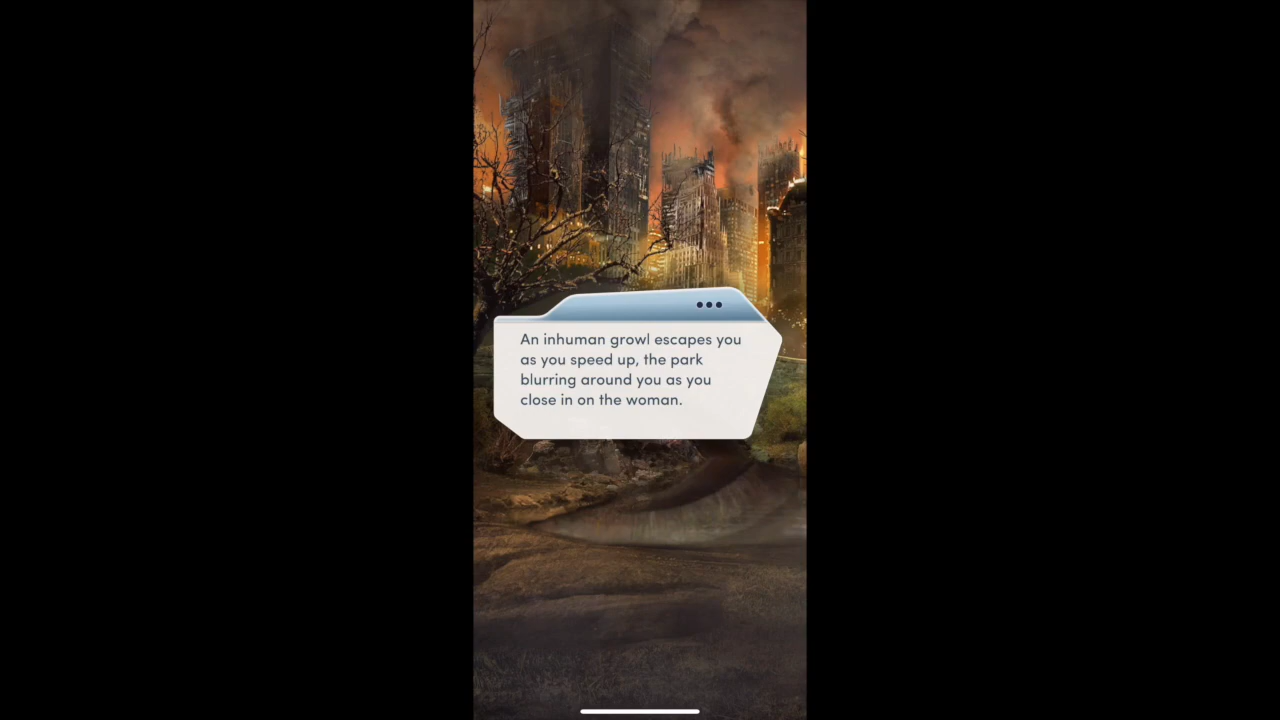 An inhuman growl escapes you
as you speed up, the park
blurring around you as you
close in on the woman.